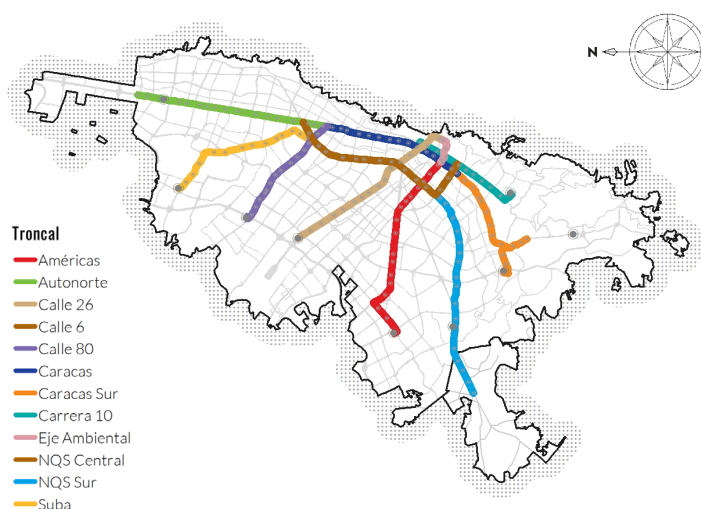 N
Troncal
Américas
Autonorte
Calle 26
Calle 6
Calle 80
Caracas
Caracas Sur
Carrera 10
Eje Ambiental
NQS Central
NQS Sur
Suba